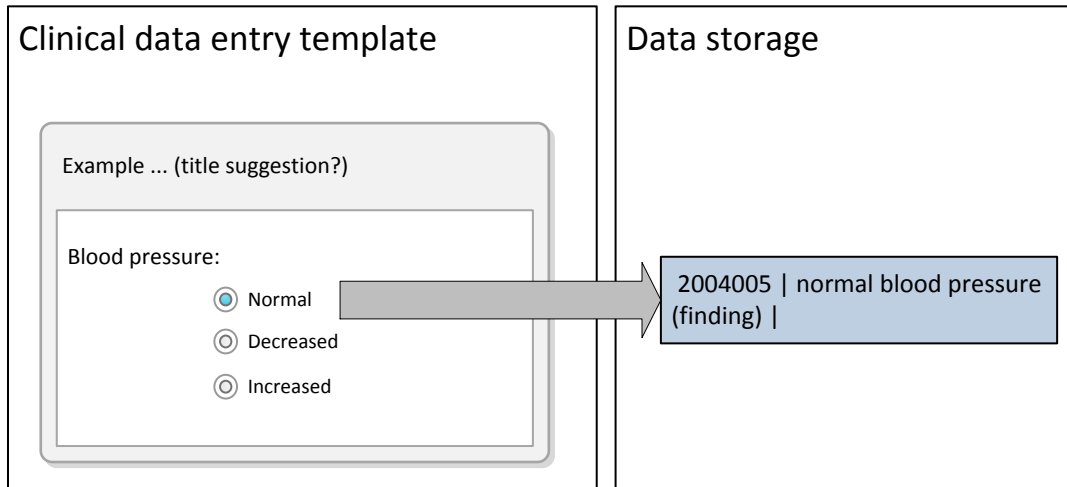 Clinical data entry template
Data storage
Example ... (title suggestion?)
Blood pressure:
Normal
Decreased
Increased
2004005 | normal blood pressure
(finding) |